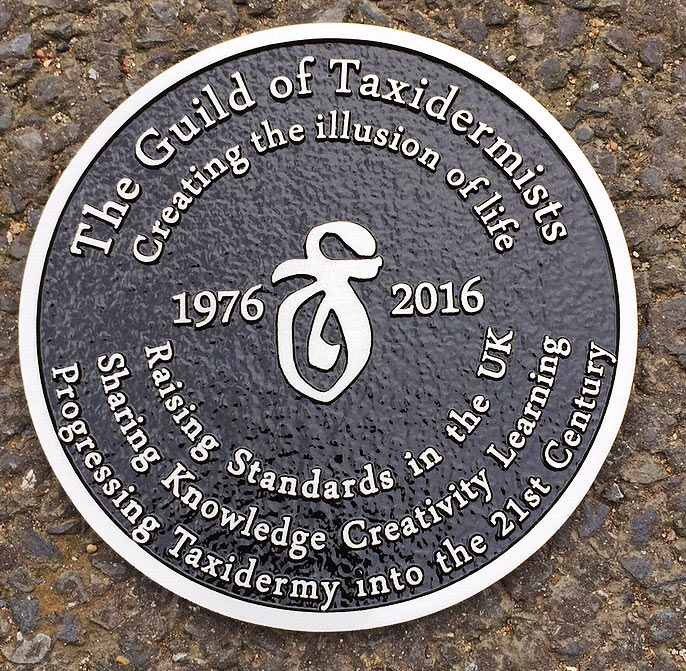 The Guild of Taxidermists
Creating the illusion of life
1976 2016
Raising Standards in the UK
Sharing Knowledge Creativity Learning
Progressing Taxidermy into the 21st Century